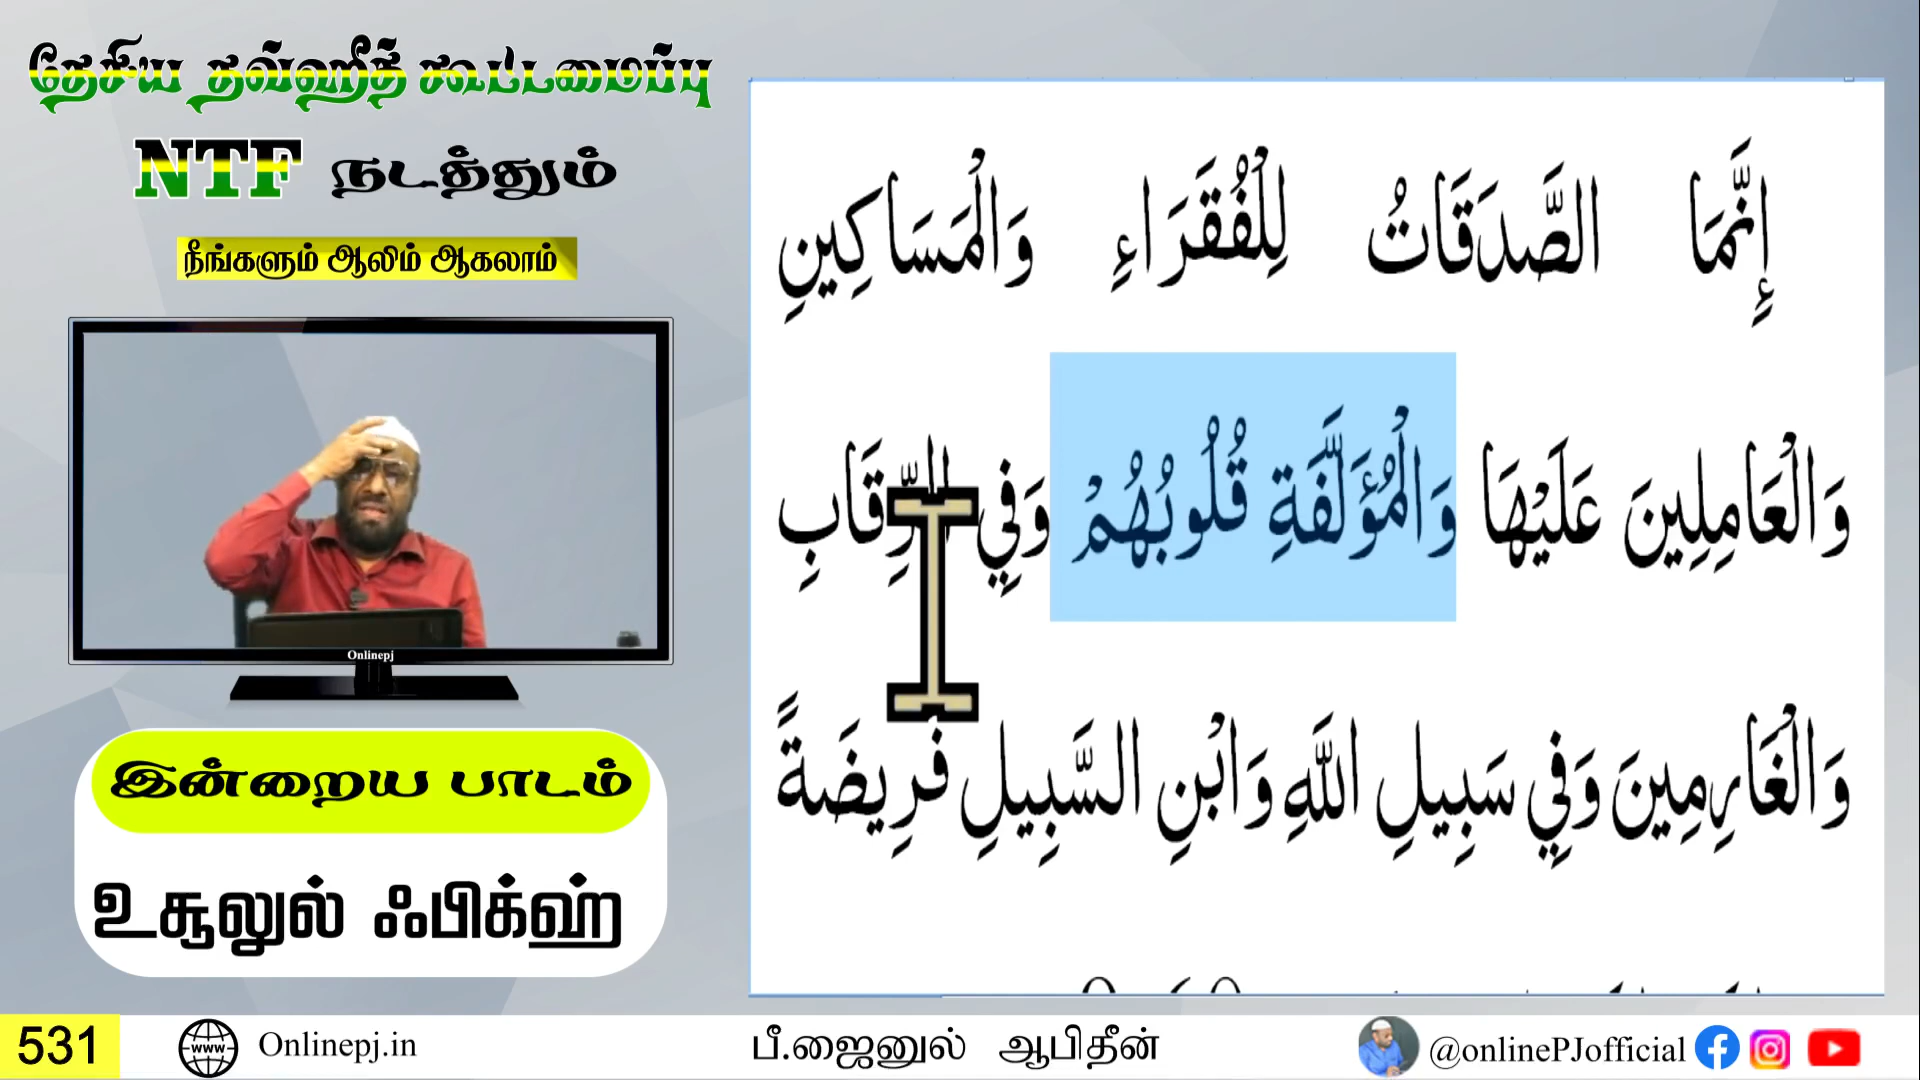 தேசிய தவ்ஹீத் கூட்டமைப்பு
NTF நடத்தும்
நீங்களும் ஆலிம் ஆகலாம்
Onlinepj
இன்றைய பாடம்
உசூலுல் ஃபிக்ஹ்
إِنَّمَا الصَّدَقَاتُ لِلْفُقَرَاءِ وَالْمَسَاكِينِ
وَالْعَامِلِينَ عَلَيْهَا وَالْمُؤَلَّفَةِ قُلُوبُهُمْ وَفِي الرِّقَابِ
وَالْغَارِمِينَ وَفِي سَبِيلِ اللَّهِ وَابْنِ السَّبِيلِ فَرِيضَةً
531 www Onlinepj.in பீ.ஜைனுல் ஆபிதீன் @onlinePJofficial